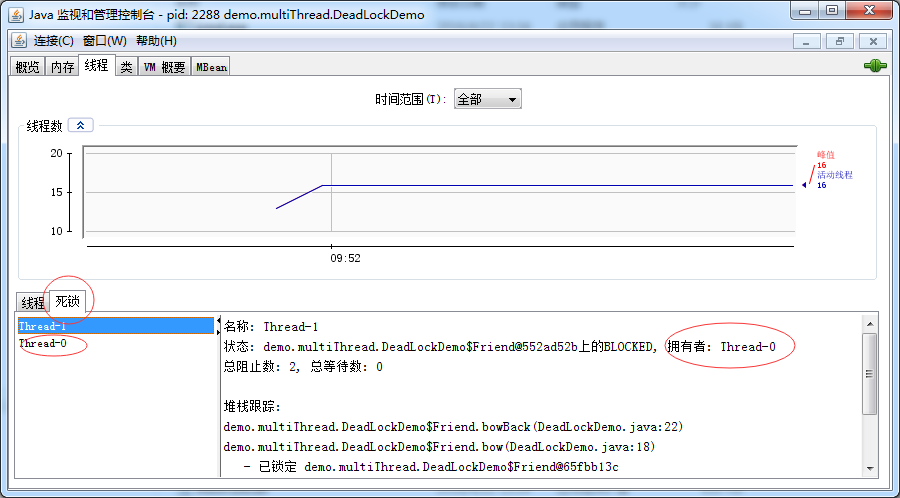 Java 监视和管理控制台 - pid: 2288 demo.multiThread.DeadLockDemo
连接(C) 窗口(W) 帮助(H)
概览 内存 线程 类 VM 概要 MBean
时间范围(T): 全部
线程数
20
15
10
09:52
峰值
16
活动线程
16
线程 死锁
Thread-1
Thread-0
名称: Thread-1
状态: demo.multiThread.DeadLockDemo$Friend@552ad52b上的BLOCKED, 拥有者: Thread-0
总阻止数: 2, 总等待数: 0
堆栈跟踪:
demo.multiThread.DeadLockDemo$Friend.bowBack(DeadLockDemo.java:22)
demo.multiThread.DeadLockDemo$Friend.bow(DeadLockDemo.java:18)
- 已锁定 demo.multiThread.DeadLockDemo$Friend@65fbb13c